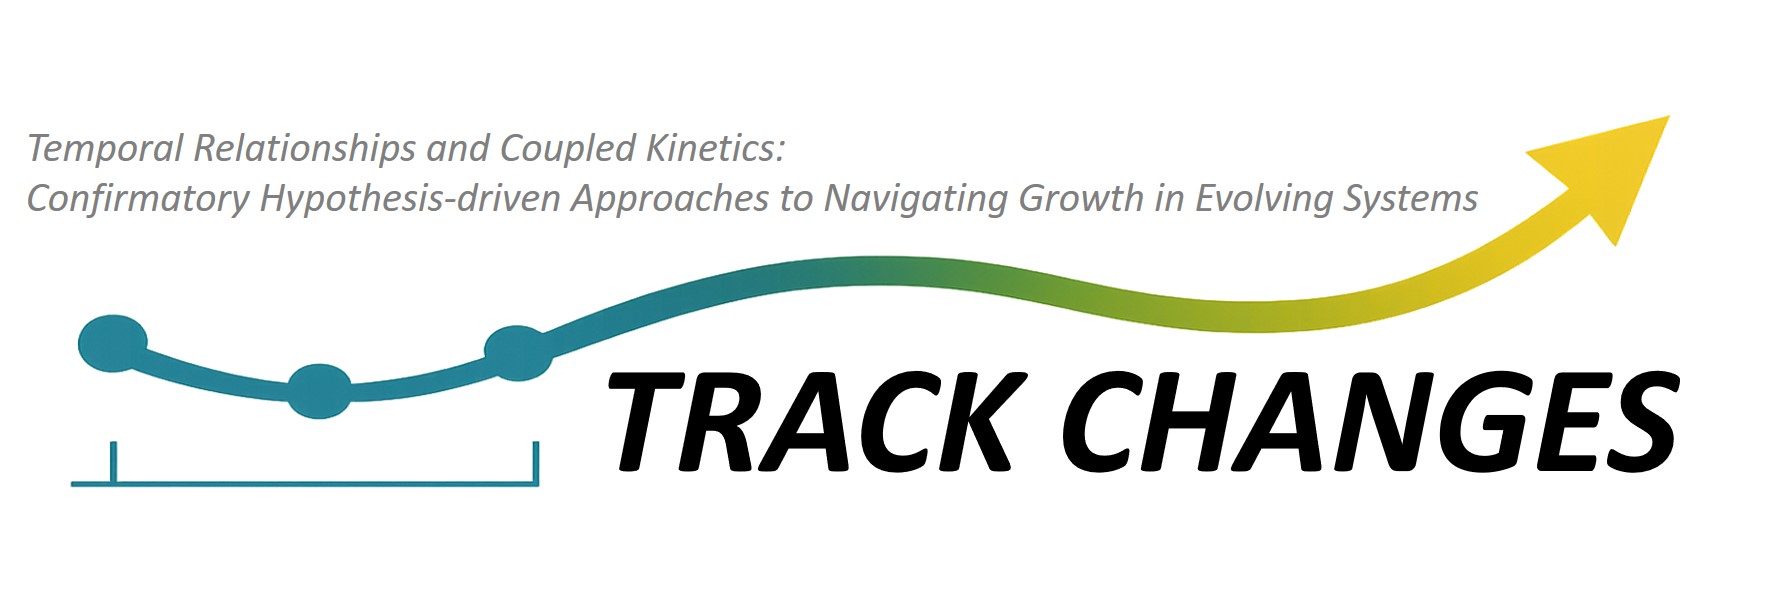 Temporal Relationships and Coupled Kinetics:
Confirmatory Hypothesis-driven Approaches to Navigating Growth in Evolving Systems
TRACK CHANGES